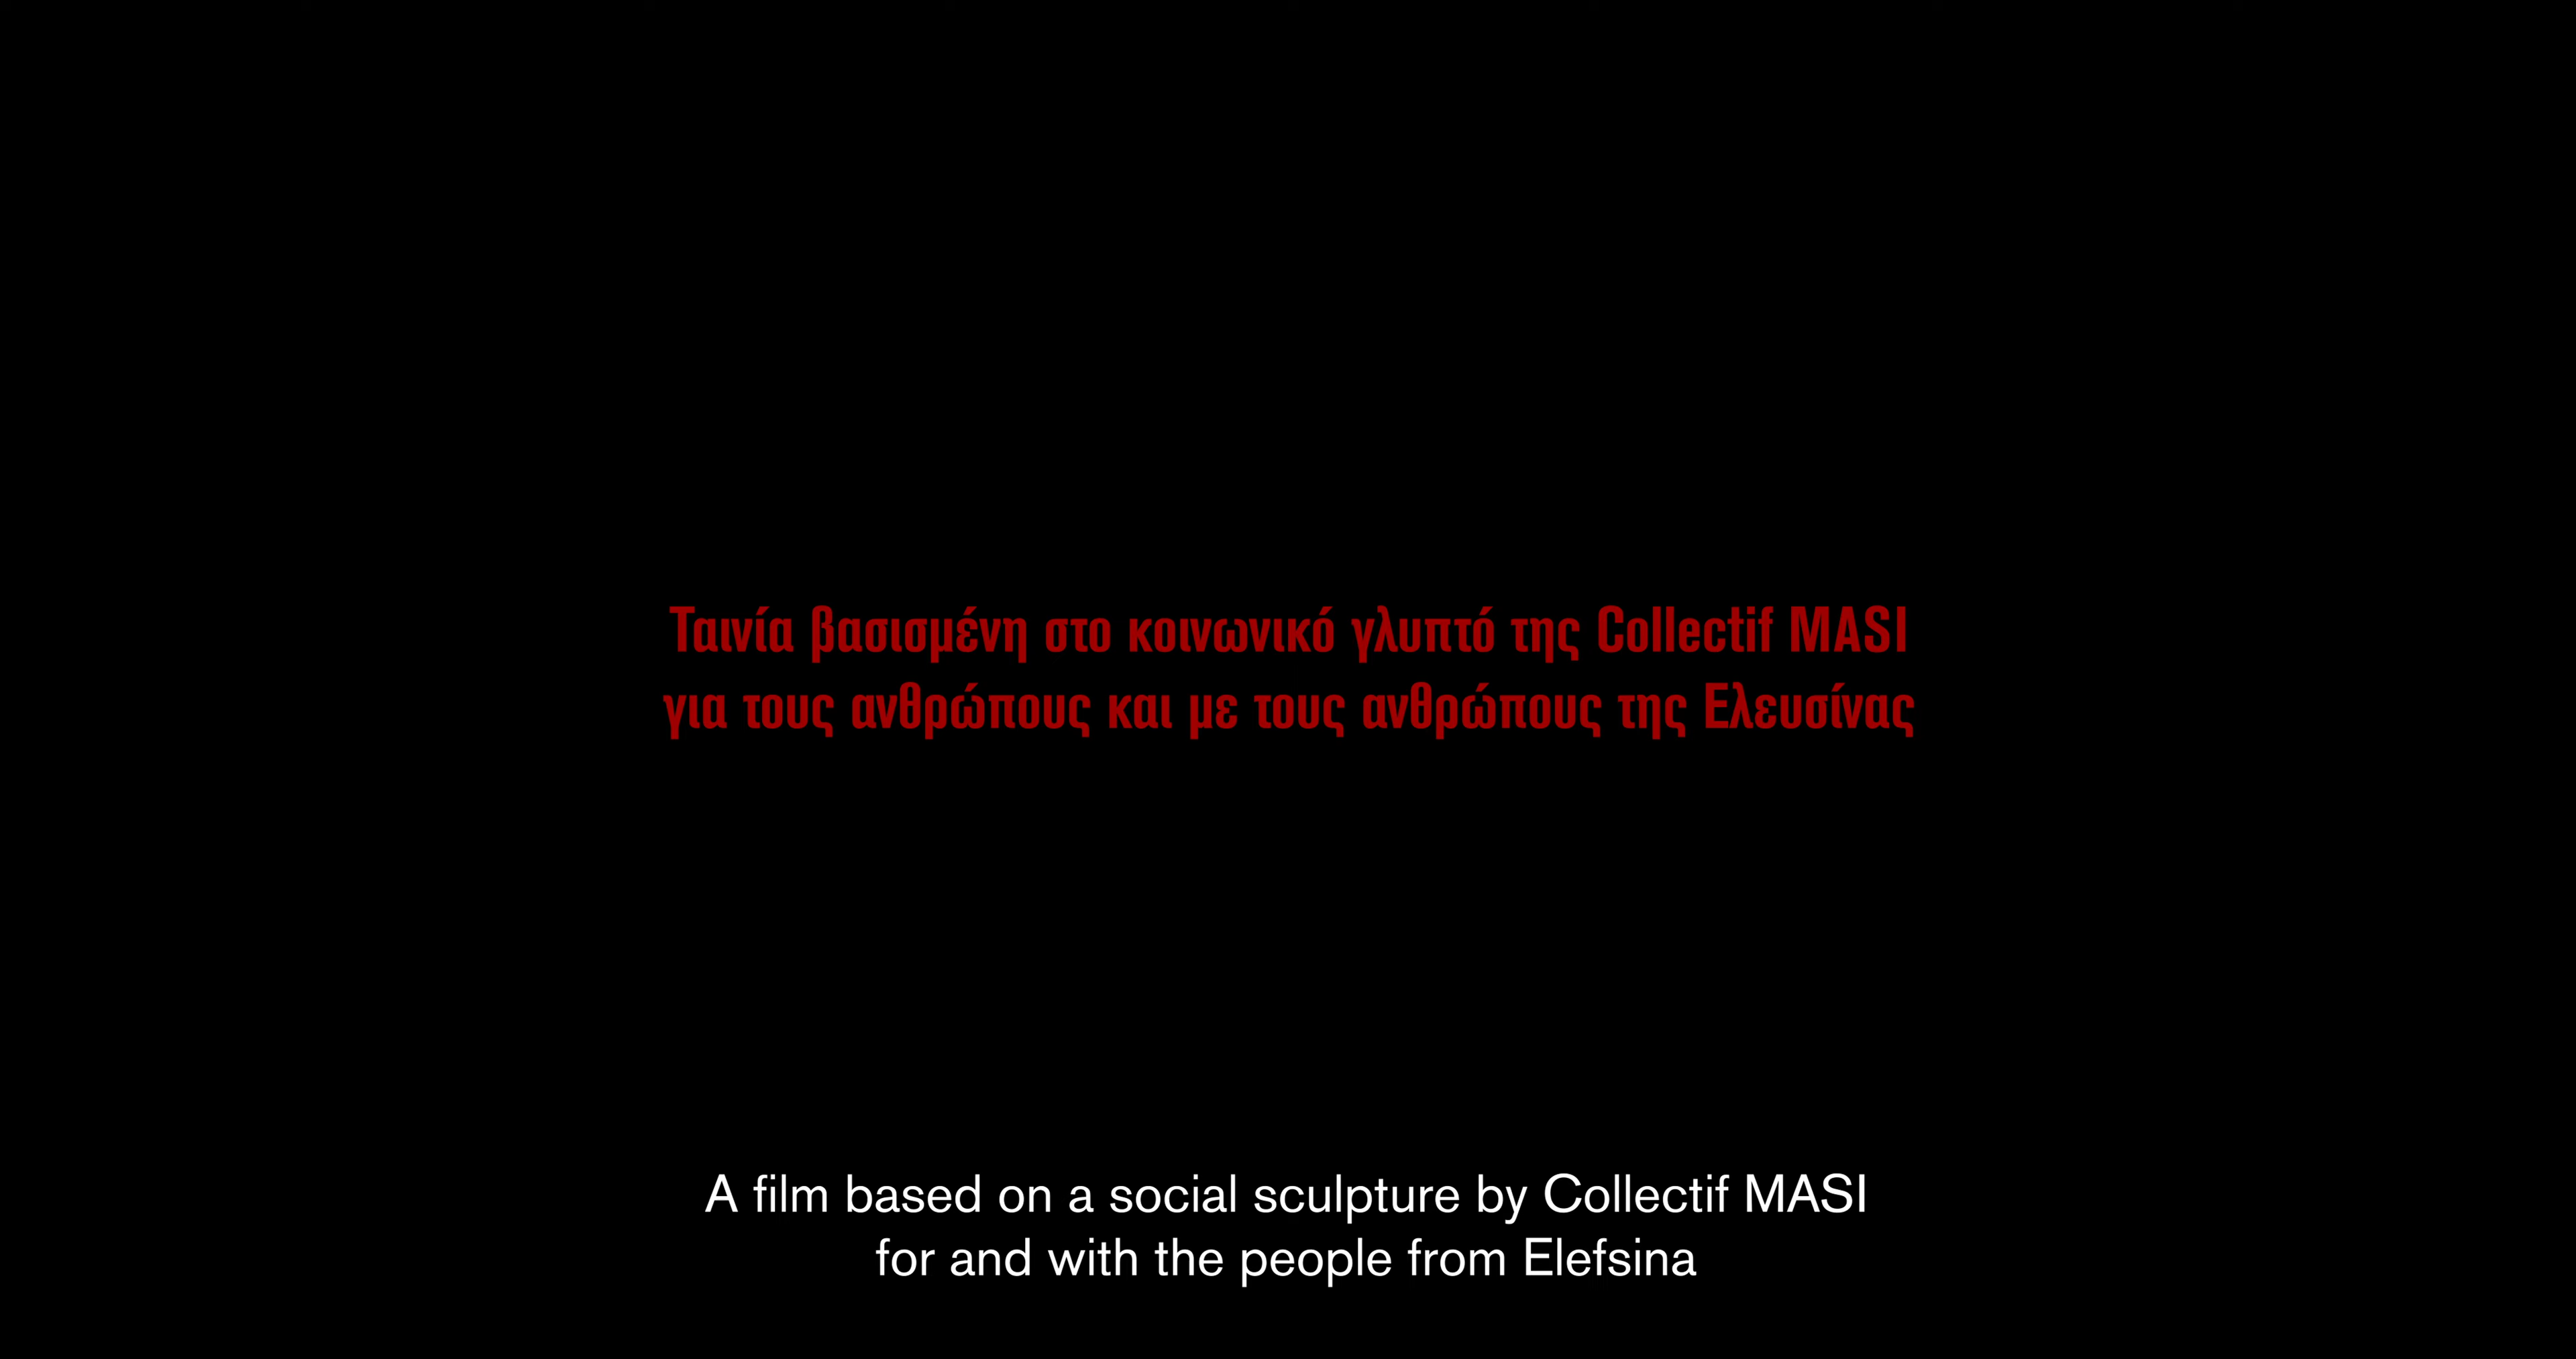 Ταινία βασισμένη στο κοινωνικό γλυπτό της Collectif MASI
για τους ανθρώπους και με τους ανθρώπους της Ελευσίνας
A film based on a social sculpture by Collectif MASI
for and with the people from Elefsina